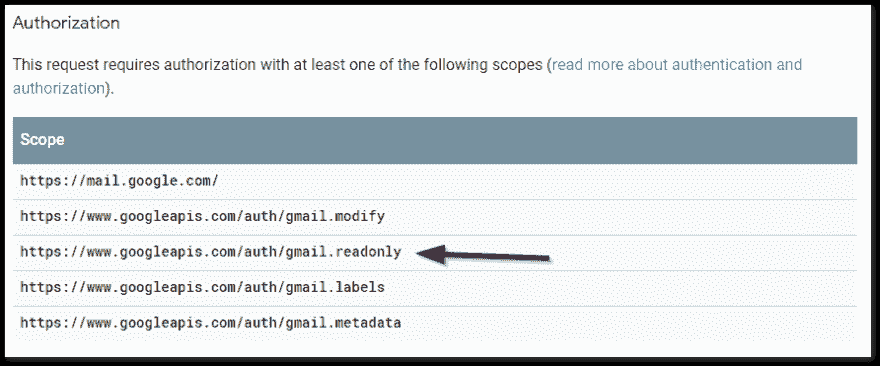 Authorization
This request requires authorization with at least one of the following scopes (read more about authentication and
authorization).
Scope
https://mail.google.com/
https://www.googleapis.com/auth/gmail.modify
https://www.googleapis.com/auth/gmail.readonly
https://www.googleapis.com/auth/gmail.labels
https://www.googleapis.com/auth/gmail.metadata